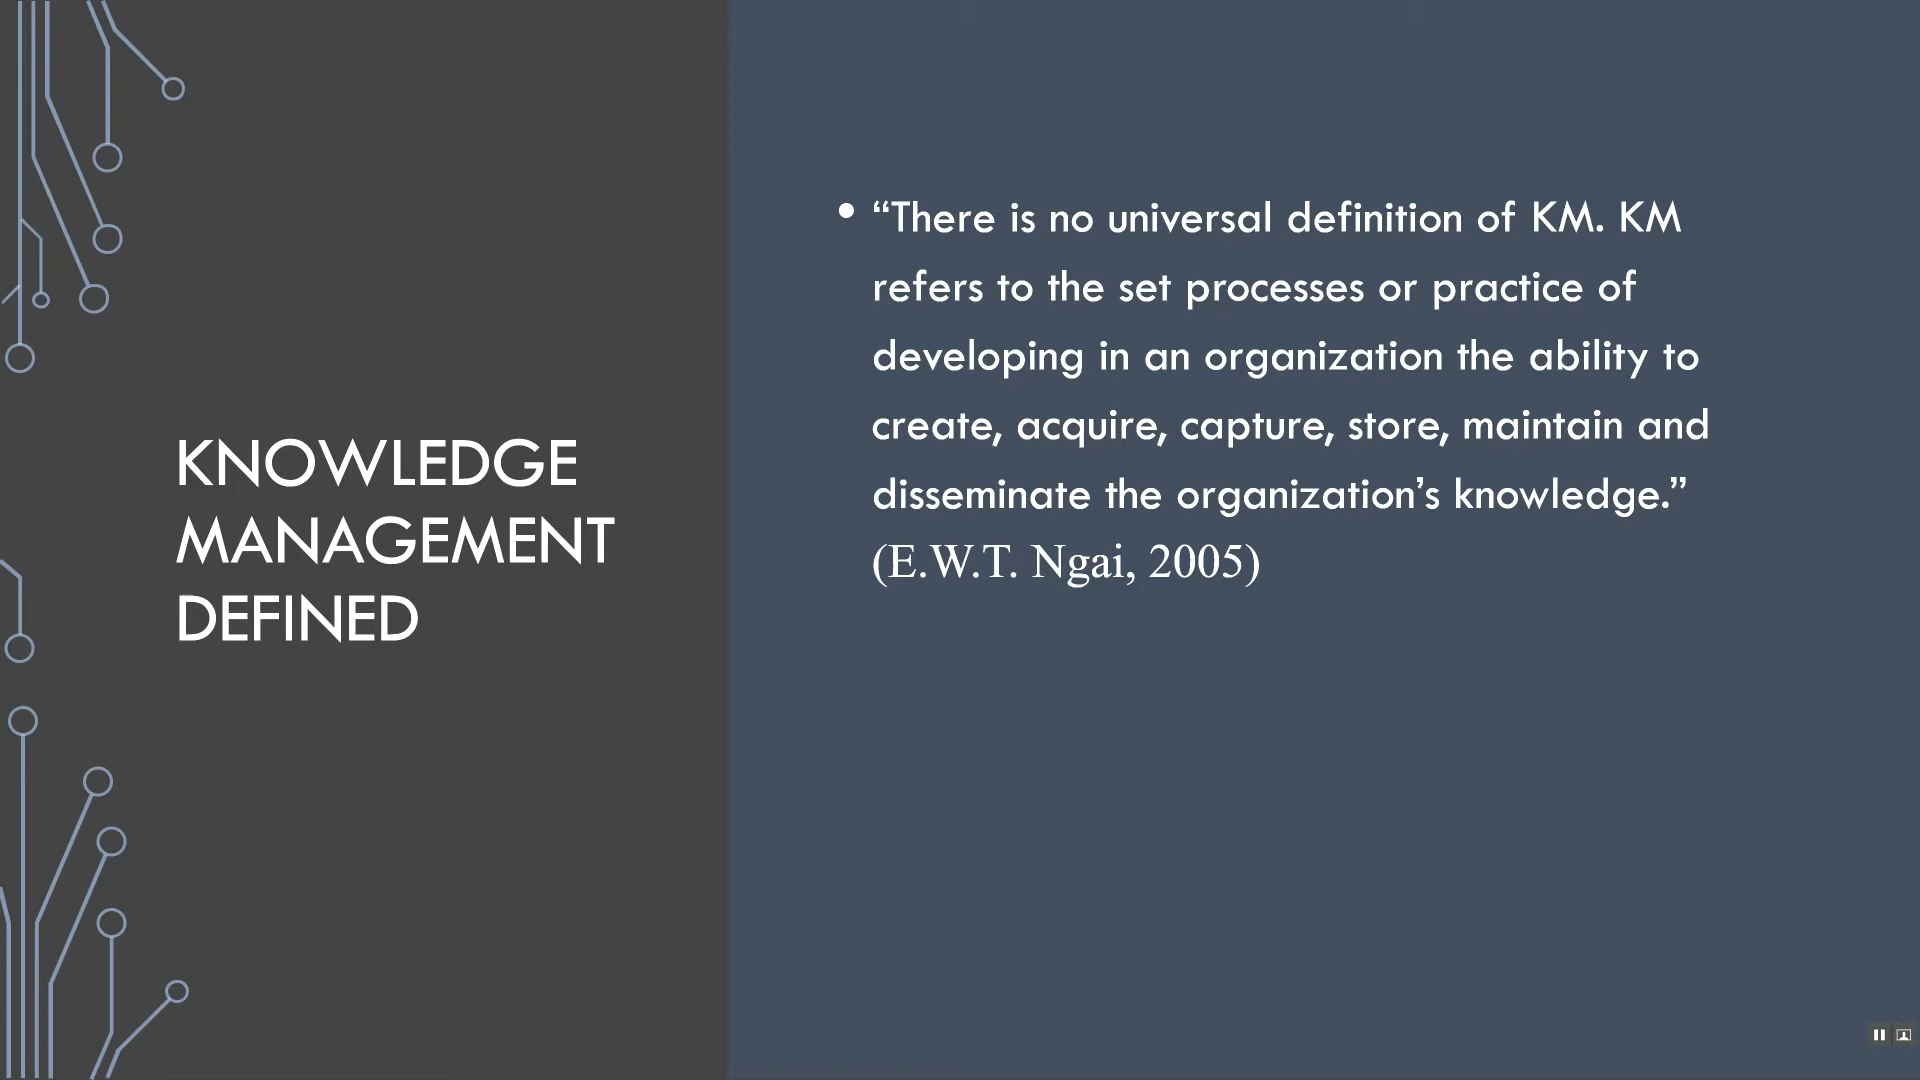 KNOWLEDGE
MANAGEMENT
DEFINED
• “There is no universal definition of KM. KM
refers to the set processes or practice of
developing in an organization the ability to
create, acquire, capture, store, maintain and
disseminate the organization’s knowledge.”
(E.W.T. Ngai, 2005)